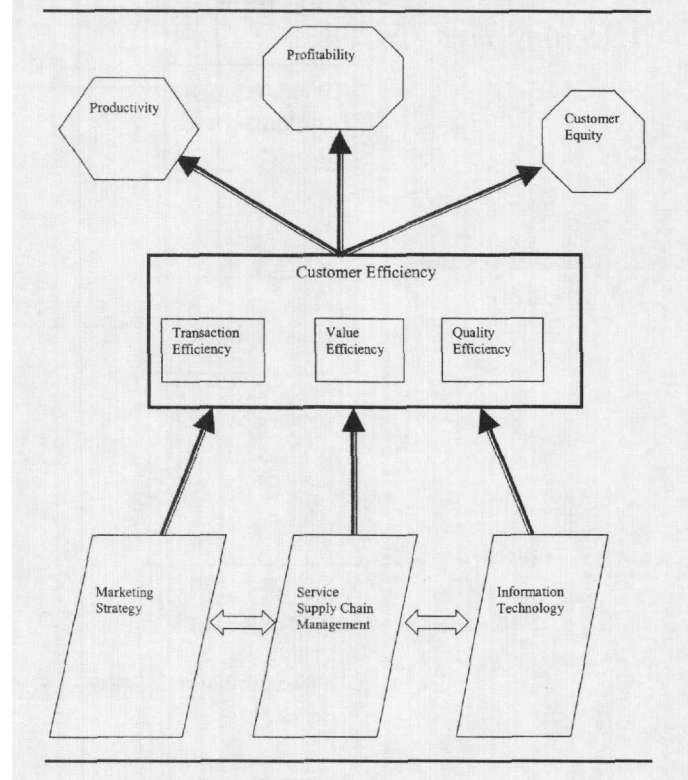 Profitability
Productivity
Customer
Equity
Customer Efficiency
Transaction
Efficiency
Value
Efficiency
Quality
Efficiency
Marketing
Strategy
Service
Supply Chain
Management
Information
Technology